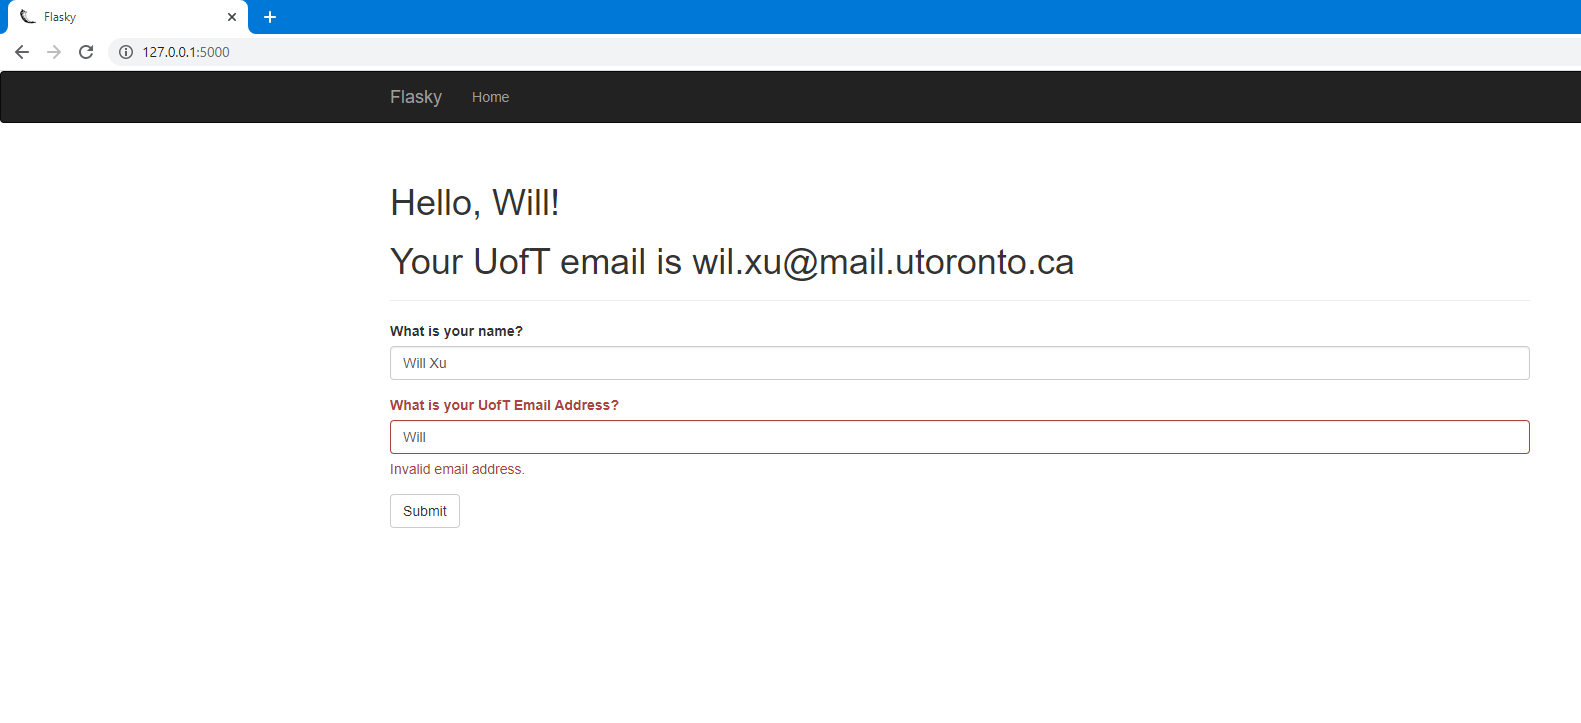 Flasky
127.0.0.1:5000
Flasky Home
Hello, Will!
Your UofT email is wil.xu@mail.utoronto.ca
What is your name?
Will Xu
What is your UofT Email Address?
Will
Invalid email address.
Submit